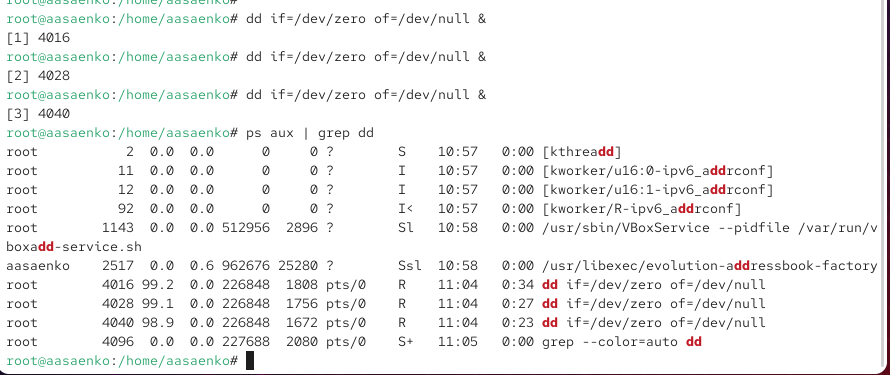 root@aasaenko:/home/aasaenko# dd if=/dev/zero of=/dev/null &
[1] 4016
root@aasaenko:/home/aasaenko# dd if=/dev/zero of=/dev/null &
[2] 4028
root@aasaenko:/home/aasaenko# dd if=/dev/zero of=/dev/null &
[3] 4040
root@aasaenko:/home/aasaenko# ps aux | grep dd
root           2  0.0  0.0      0     0 ?        S    10:57   0:00 [kthreadd]
root          11  0.0  0.0      0     0 ?        I    10:57   0:00 [kworker/u16:0-ipv6_addrconf]
root          12  0.0  0.0      0     0 ?        I    10:57   0:00 [kworker/u16:1-ipv6_addrconf]
root          92  0.0  0.0      0     0 ?        I<   10:57   0:00 [kworker/R-ipv6_addrconf]
root        1143  0.0  0.0 512956  2896 ?        Sl   10:58   0:00 /usr/sbin/VBoxService --pidfile /var/run/v
boxadd-service.sh
aasaenko    2517  0.0  0.6 962676 25280 ?        Ssl  10:58   0:00 /usr/libexec/evolution-addressbook-factory
root        4016 99.2  0.0 226848  1808 pts/0    R    11:04   0:34 dd if=/dev/zero of=/dev/null
root        4028 99.1  0.0 226848  1756 pts/0    R    11:04   0:27 dd if=/dev/zero of=/dev/null
root        4040 98.9  0.0 226848  1672 pts/0    R    11:04   0:23 dd if=/dev/zero of=/dev/null
root        4096  0.0  0.0 227688  2080 pts/0    S+   11:05   0:00 grep --color=auto dd
root@aasaenko:/home/aasaenko#